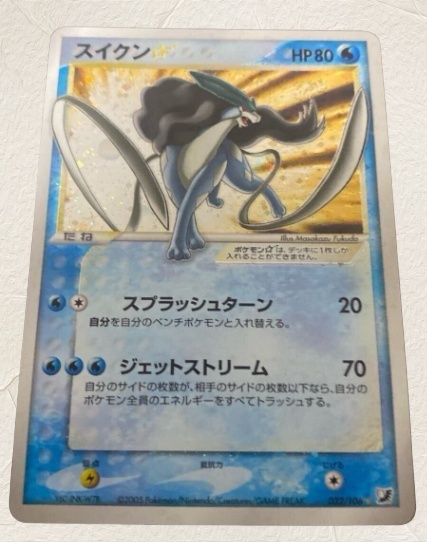 スイクン☆
HP80
たね
Illus.Masakazu Fukuda
ポケモン☆は、デッキに1枚しか
入れることができません。
スプラッシュターン 20
自分を自分のベンチポケモンと入れ替える。
ジェットストリーム 70
自分のサイドの枚数が、相手のサイドの枚数以下なら、自分の
ポケモン全員のエネルギーをすべてトラッシュする。
弱点 抵抗力 にげる
©2005 Pokémon/Nintendo/Creatures/GAME FREAK
022/106